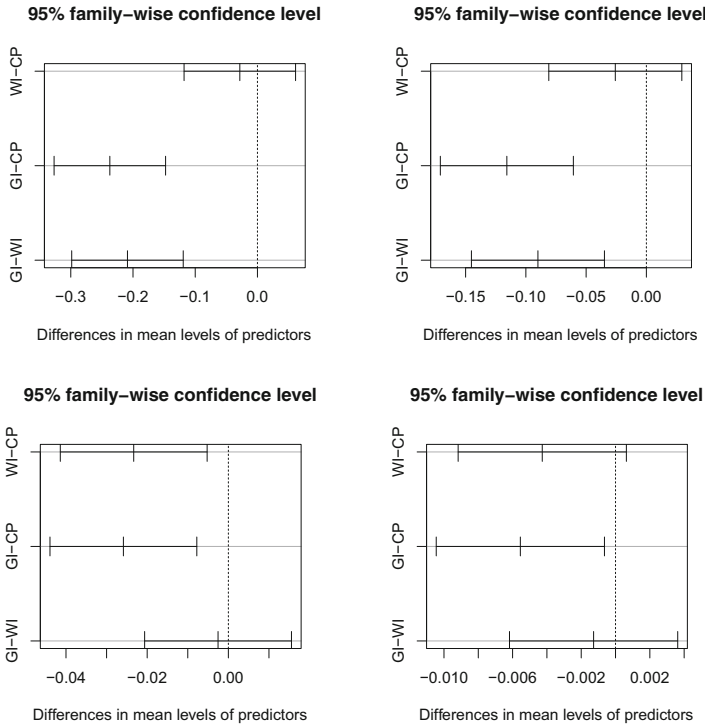 95% family−wise confidence level
WI−CP
GI−CP
GI−WI
−0.3 −0.2 −0.1 0.0
Differences in mean levels of predictors
95% family−wise confidence level
WI−CP
GI−CP
GI−WI
−0.15 −0.10 −0.05 0.00
Differences in mean levels of predictors
95% family−wise confidence level
WI−CP
GI−CP
GI−WI
−0.04 −0.02 0.00
Differences in mean levels of predictors
95% family−wise confidence level
WI−CP
GI−CP
GI−WI
−0.010 −0.006 −0.002 0.002
Differences in mean levels of predictors